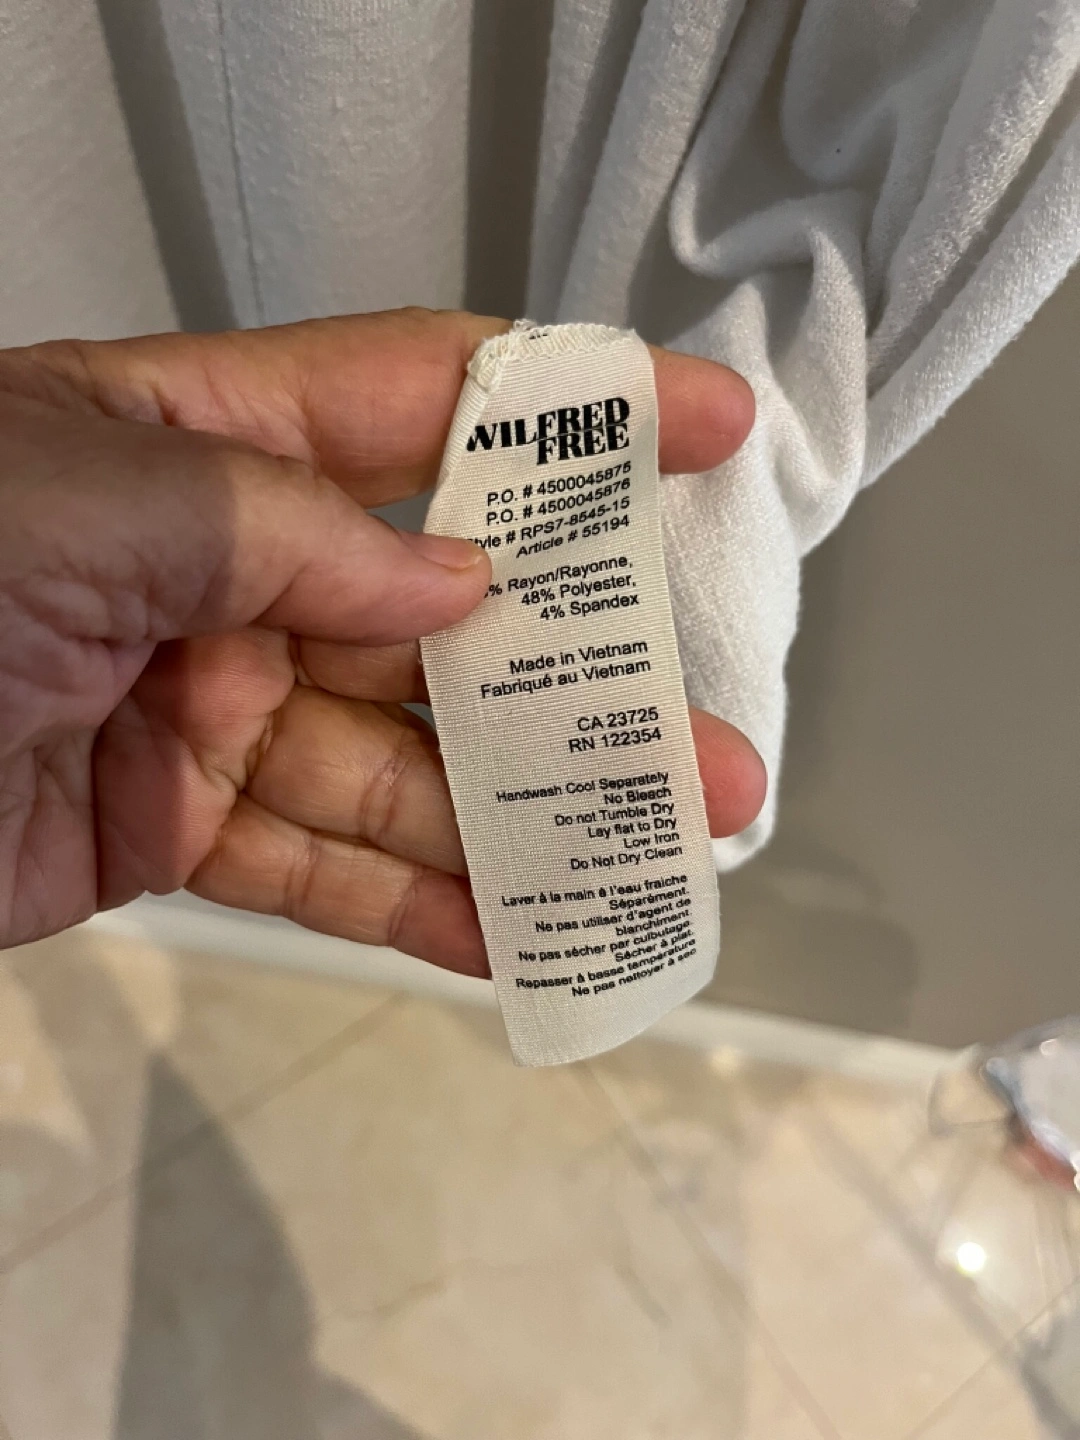 WILFRED
FREE
P.O. # 4500045875
P.O. # 4500045876
tyle # RPS7-8545-15
Article # 55194
% Rayon/Rayonne,
48% Polyester,
4% Spandex
Made in Vietnam
Fabriqué au Vietnam
CA 23725
RN 122354
Handwash Cool Separately
No Bleach
Do not Tumble Dry
Lay flat to Dry
Low Iron
Do Not Dry Clean
Laver à la main à l'eau fraiche
Séparément.
Ne pas utiliser d'agent de
blanchiment.
Ne pas sécher par culbutage.
Sécher à plat.
Repasser à basse température
Ne pas nettoyer à sec